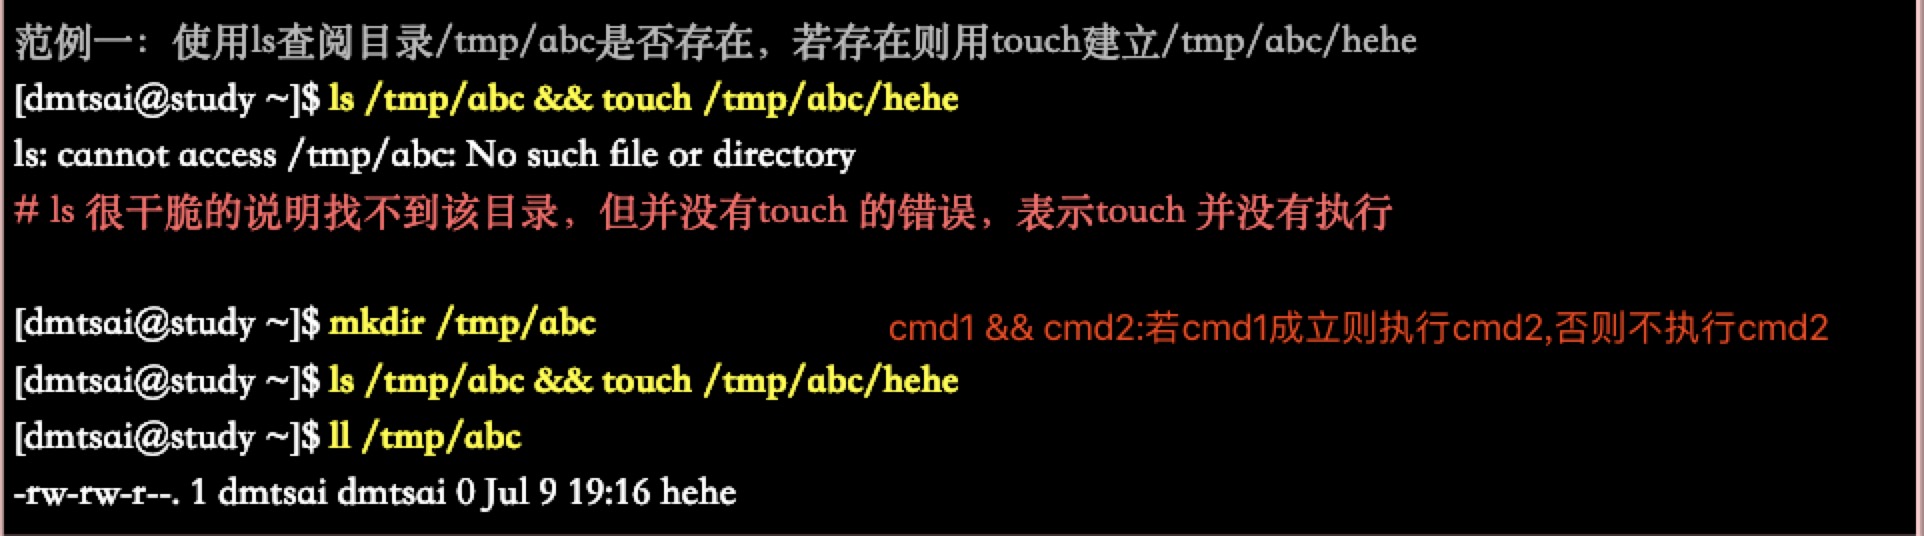 范例一：使用ls查阅目录/tmp/abc是否存在，若存在则用touch建立/tmp/abc/hehe
[dmtsai@study ~]$ ls /tmp/abc && touch /tmp/abc/hehe
ls: cannot access /tmp/abc: No such file or directory
# ls 很干脆的说明找不到该目录，但并没有touch 的错误，表示touch 并没有执行
[dmtsai@study ~]$ mkdir /tmp/abc
cmd1 && cmd2:若cmd1成立则执行cmd2,否则不执行cmd2
[dmtsai@study ~]$ ls /tmp/abc && touch /tmp/abc/hehe
[dmtsai@study ~]$ ll /tmp/abc
-rw-rw-r--. 1 dmtsai dmtsai 0 Jul 9 19:16 hehe